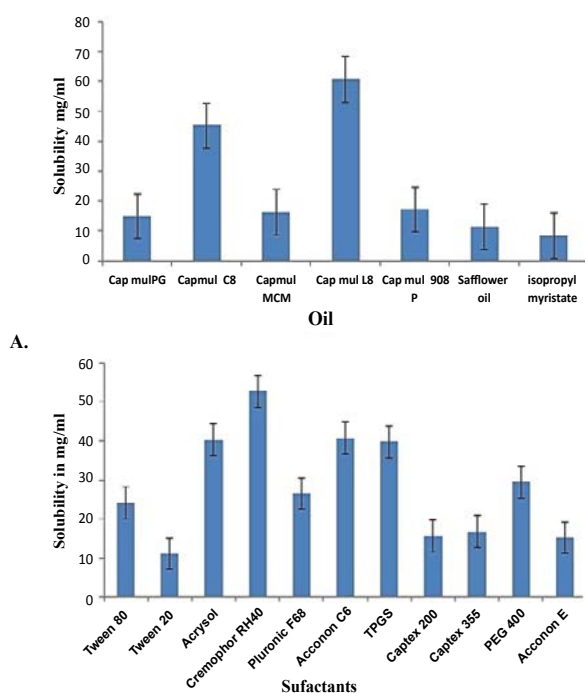 80
70
60
50
40
30
20
10
0
Solubility mg/ml
Cap mulPG Capmul C8 Capmul MCM Cap mul L8 Cap mul 908 P Safflower oil isopropyl myristate
Oil
A.
60
50
40
30
20
10
0
Solubility in mg/ml
Tween 80 Tween 20 Acrysol Cremophor RH40 Pluronic F68 Acconon C6 TPGS Captex 200 Captex 355 PEG 400 Acconon E
Sufactants